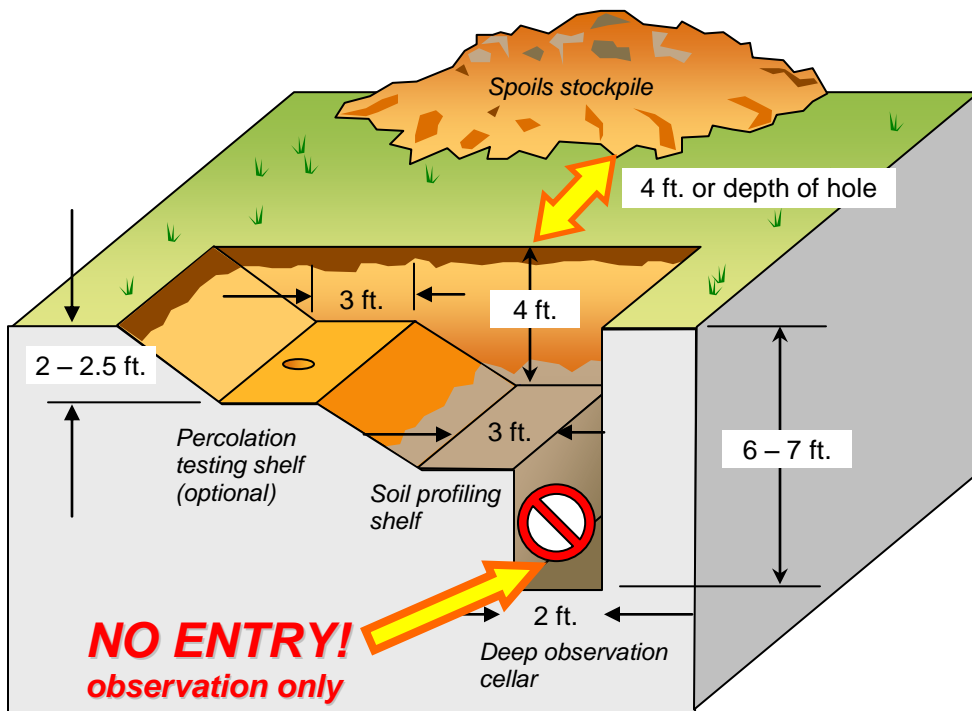 Spoils stockpile
4 ft. or depth of hole
3 ft.
4 ft.
2 – 2.5 ft.
3 ft.
6 – 7 ft.
Percolation
testing shelf
(optional)
Soil profiling
shelf
NO ENTRY!
observation only
2 ft.
Deep observation
cellar